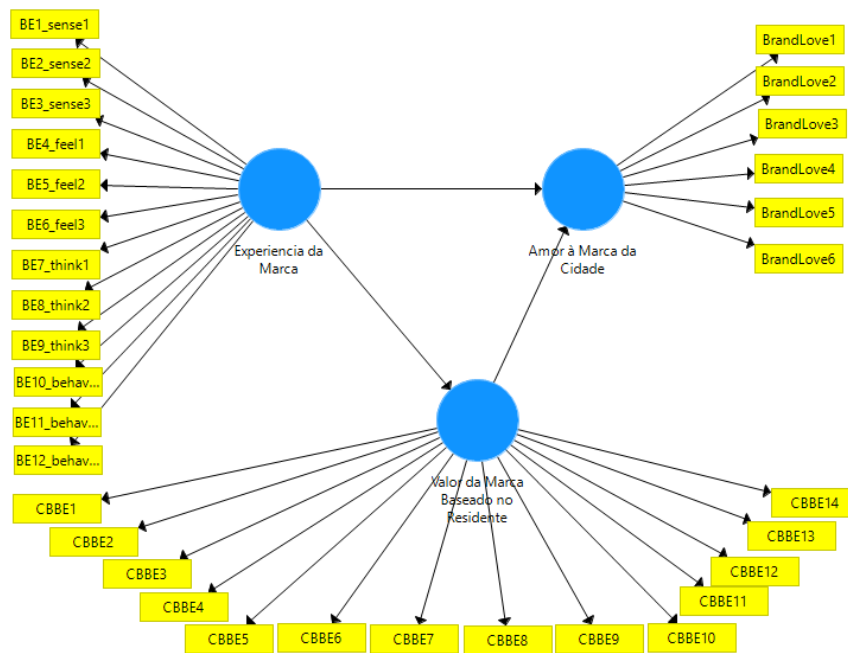 BE1_sense1
BE2_sense2
BE3_sense3
BE4_feel1
BE5_feel2
BE6_feel3
BE7_think1
BE8_think2
BE9_think3
BE10_behav...
BE11_behav...
BE12_behav...
Experiencia da
Marca
Amor à Marca da
Cidade
BrandLove1
BrandLove2
BrandLove3
BrandLove4
BrandLove5
BrandLove6
Valor da Marca
Baseado no
Residente
CBBE1
CBBE2
CBBE3
CBBE4
CBBE5
CBBE6
CBBE7
CBBE8
CBBE9
CBBE10
CBBE11
CBBE12
CBBE13
CBBE14